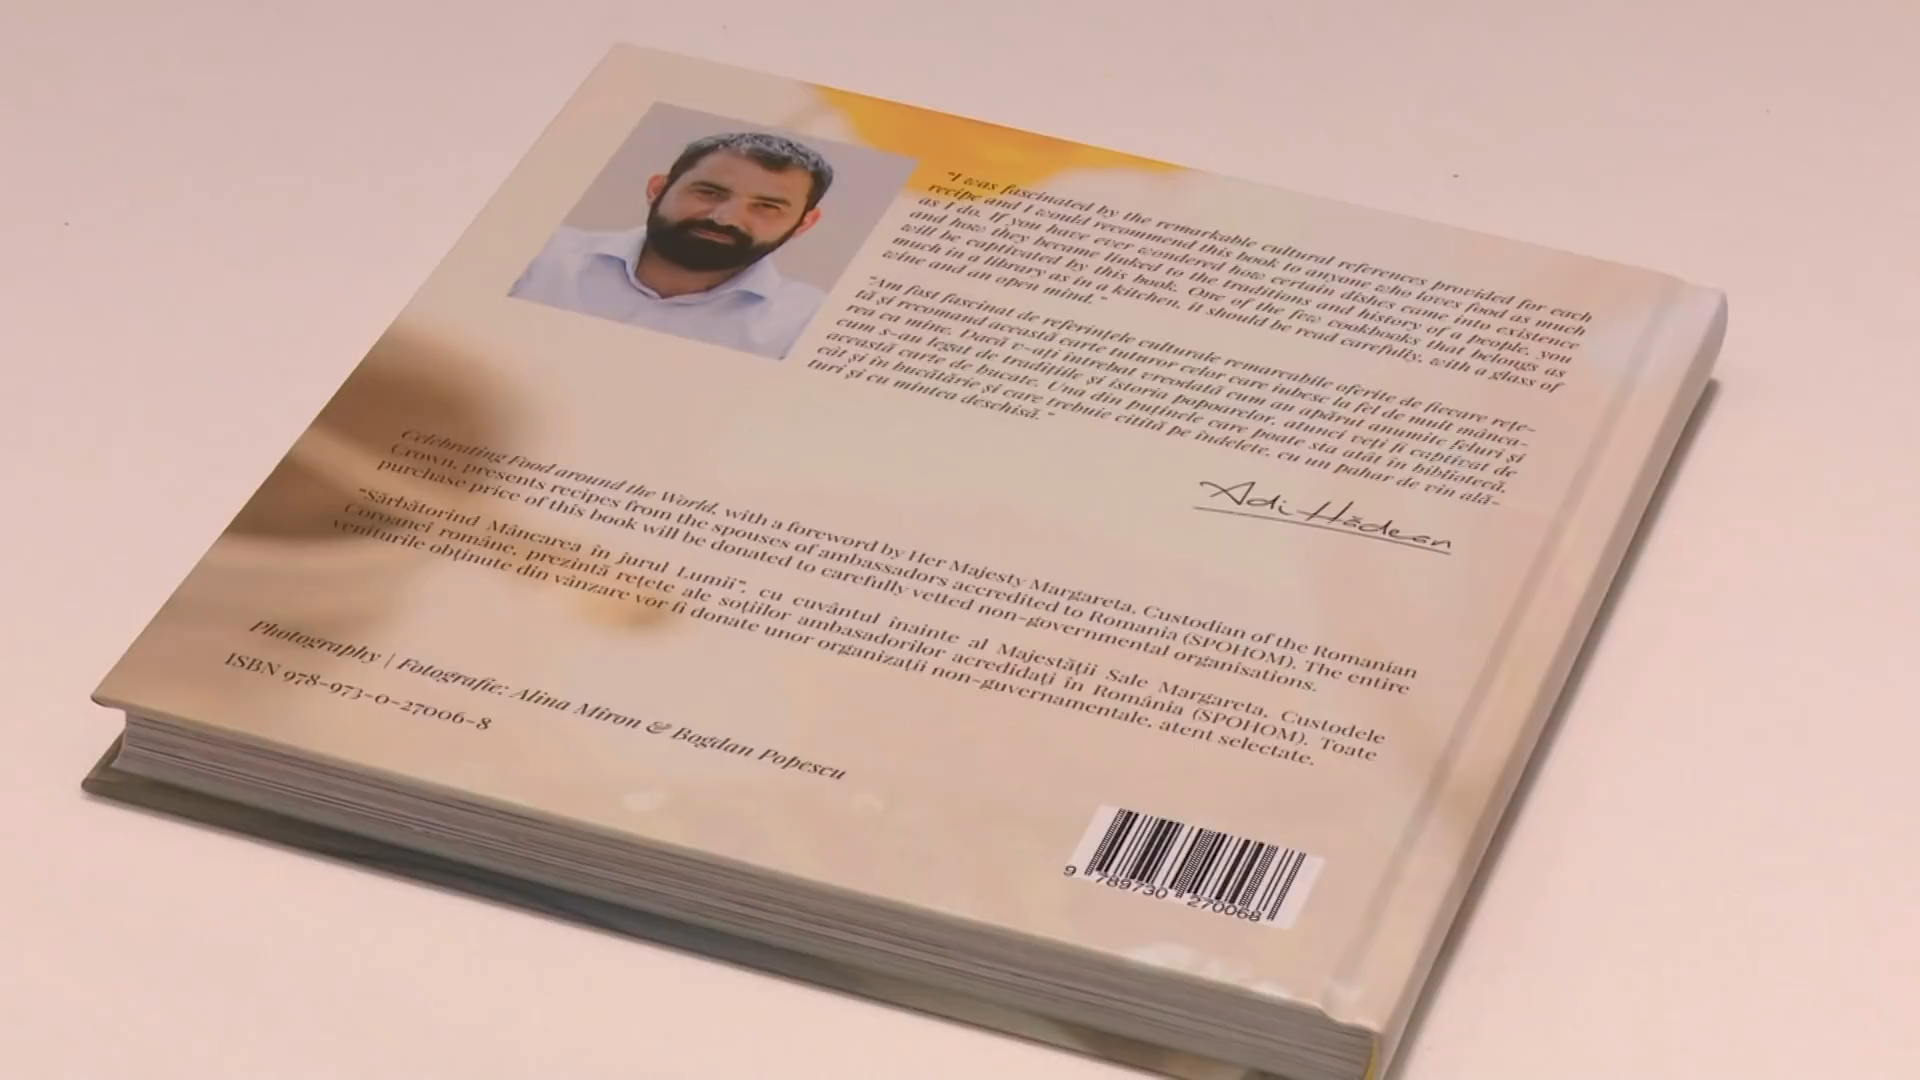 "I was fascinated by the remarkable cultural references provided for each
recipe and I would recommend this book to anyone who loves food as much
as I do. If you have ever wondered how certain dishes came into existence
and how they became linked to the traditions and history of a people, you
will be captivated by this book. One of the few cookbooks that belongs as
much in a library as in a kitchen, it should be read carefully, with a glass of
wine and an open mind."
"Am fost fascinat de referințele culturale remarcabile oferite de fiecare rețe-
tă și recomand această carte tuturor celor care iubesc la fel de mult mânca-
rea ca mine. Dacă v-ați întrebat vreodată cum au apărut anumite feluri și
cum s-au legat de tradițiile și istoria popoarelor, atunci veți fi captivat de
această carte de bucate. Una din puținele care poate sta atât în bibliotecă,
cât și în bucătărie și care trebuie citită pe îndelete, cu un pahar de vin ală-
turi și cu mintea deschisă."
Adi Hădean
Celebrating Food around the World, with a foreword by Her Majesty Margareta, Custodian of the Romanian
Crown, presents recipes from the spouses of ambassadors accredited to Romania (SPOHOM). The entire
purchase price of this book will be donated to carefully vetted non-governmental organisations.
"Sărbătorind Mâncarea în jurul Lumii", cu cuvântul înainte al Majestății Sale Margareta, Custodele
Coroanei române, prezintă rețete ale soțiilor ambasadorilor acredidați în România (SPOHOM). Toate
veniturile obținute din vânzare vor fi donate unor organizații non-guvernamentale, atent selectate.
Photography | Fotografie: Alina Miron & Bogdan Popescu
ISBN 978-973-0-27006-8
9 789730 270068